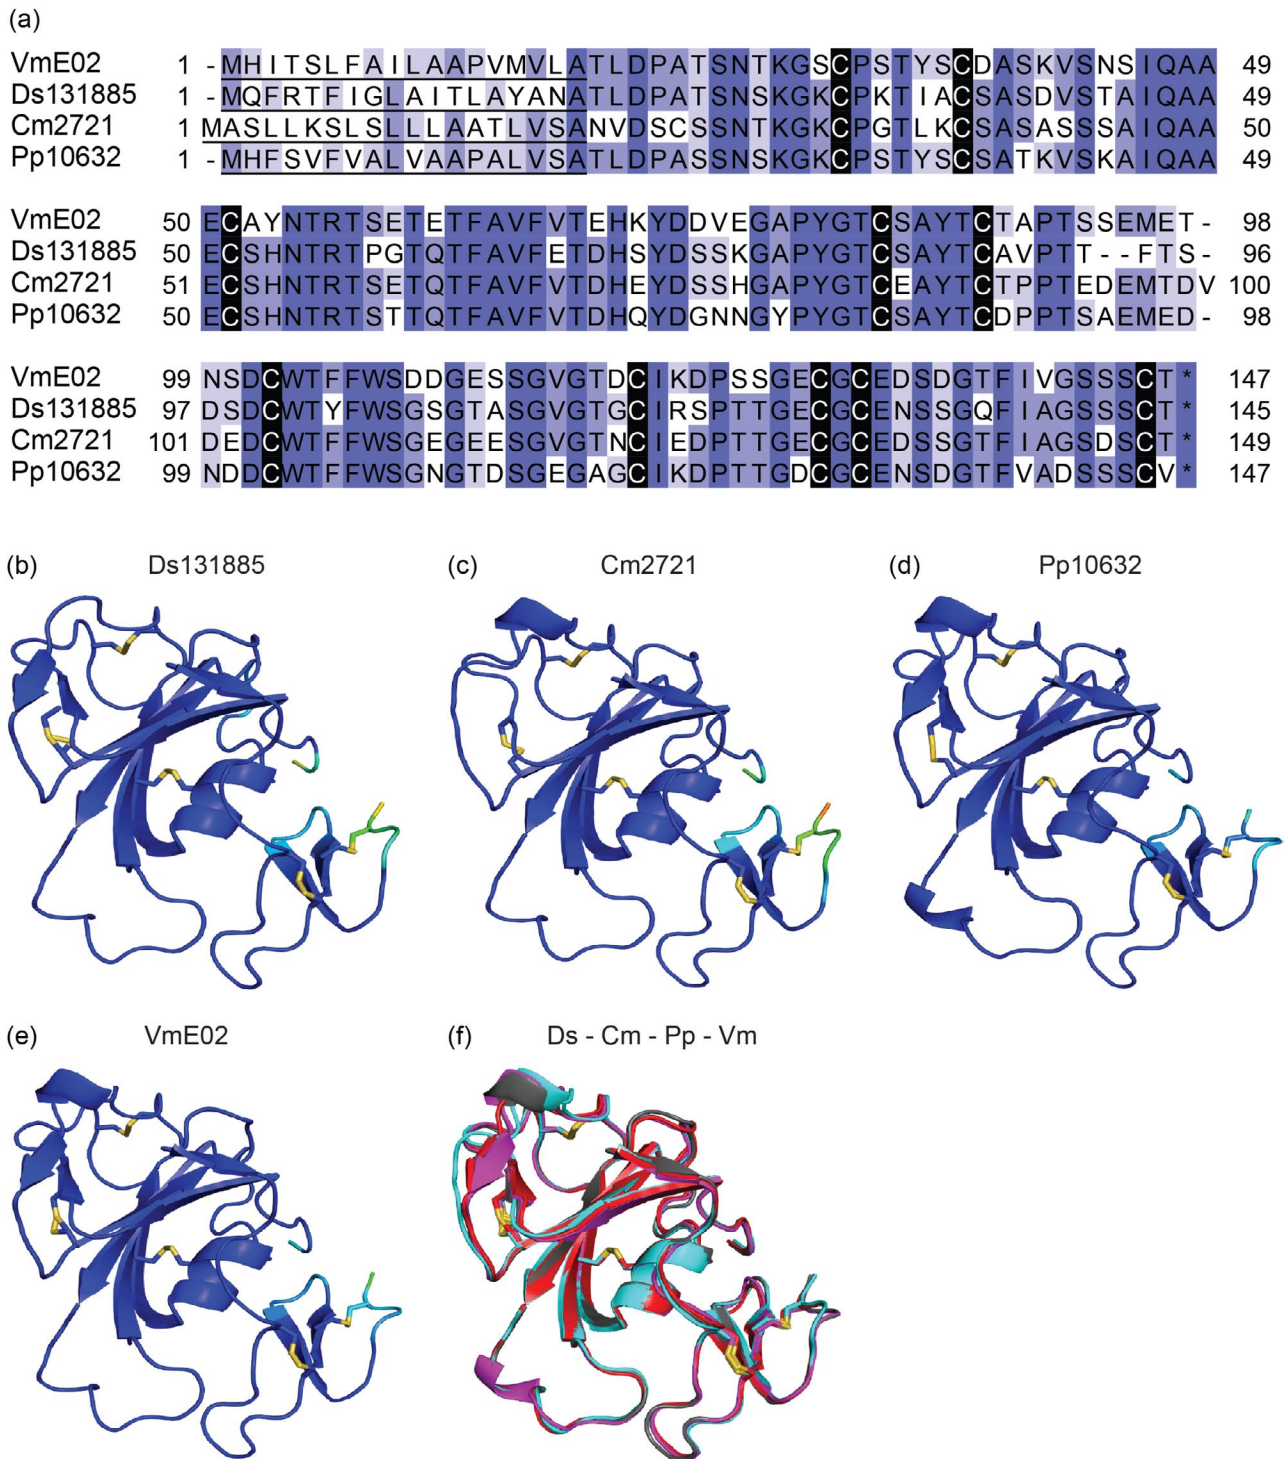 (a)
VmE02 1 -MHITSLFAILAAPVMVLATLDPATSNTKGSCPSTYSCDASKVSNSIQAA 49
Ds131885 1 -MQFRTFIGLAITLAYANATLDPATSNSKGKCPKTIACSASDVSTAIQAA 49
Cm2721 1 MASLLKSLSLLLAATLVSANVDSCSSNTKGKCPGTLKCSASASSSAIQAA 50
Pp10632 1 -MHFSVFVALVAAPALVSATLDPASSNSKGKCPSTYSCSATKVSKAIQAA 49
VmE02 50 ECAYNTRTSETETFAVFVTEHKYDDVEGAPYGTCSAYTCTAPTSSEMET- 98
Ds131885 50 ECSHNTRTPGTQTFAVFETDHSYDSSKGAPYGTCSAYTCAVPTT--FTS- 96
Cm2721 51 ECSHNTRTSETQTFAVFVTDHEYDSSHGAPYGTCEAYTCTPPTEDEMTDV 100
Pp10632 50 ECSHNTRTSTTQTFAVFVTDHQYDGNNGYPYGTCSAYTCDPPTSAEMED- 98
VmE02 99 NSDCWTFFWSDDGESSGVGTDCIKDPSSGECGCEDSDGTFIVGSSSCT* 147
Ds131885 97 DSDCWTYFWSGSGTASGVGTGCIRSPTTGECGCENSSGQFIAGSSSCT* 145
Cm2721 101 DEDCWTFFWSGEGEESGVGTNCIEDPTTGECGCEDSSGTFIAGSDSCT* 149
Pp10632 99 NDDCWTFFWSGNGTDSGEGAGCIKDPTTGDCGCENSDGTFVADSSSCV* 147
(b) Ds131885
(c) Cm2721
(d) Pp10632
(e) VmE02
(f) Ds - Cm - Pp - Vm